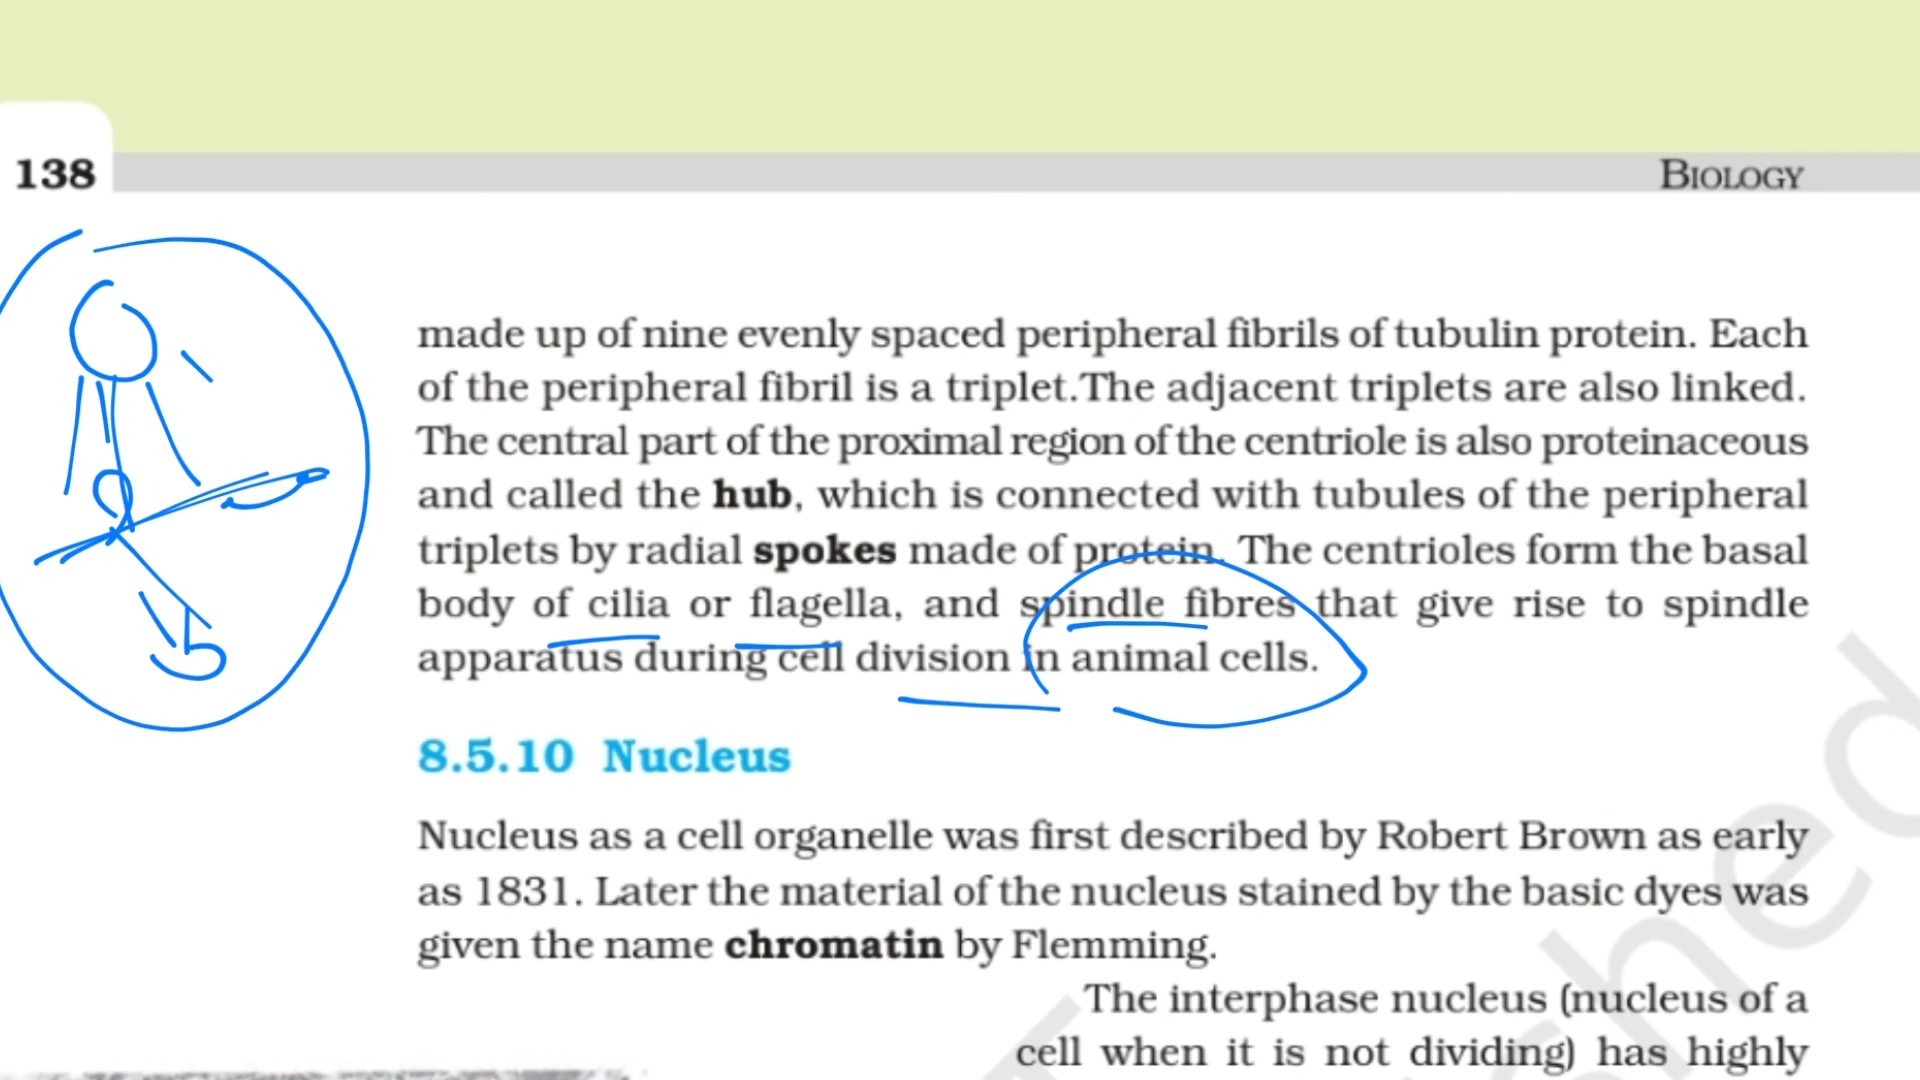 138
BIOLOGY
made up of nine evenly spaced peripheral fibrils of tubulin protein. Each
of the peripheral fibril is a triplet.The adjacent triplets are also linked.
The central part of the proximal region of the centriole is also proteinaceous
and called the hub, which is connected with tubules of the peripheral
triplets by radial spokes made of protein. The centrioles form the basal
body of cilia or flagella, and spindle fibres that give rise to spindle
apparatus during cell division in animal cells.
8.5.10 Nucleus
Nucleus as a cell organelle was first described by Robert Brown as early
as 1831. Later the material of the nucleus stained by the basic dyes was
given the name chromatin by Flemming.
The interphase nucleus (nucleus of a
cell when it is not dividing) has highly
shed